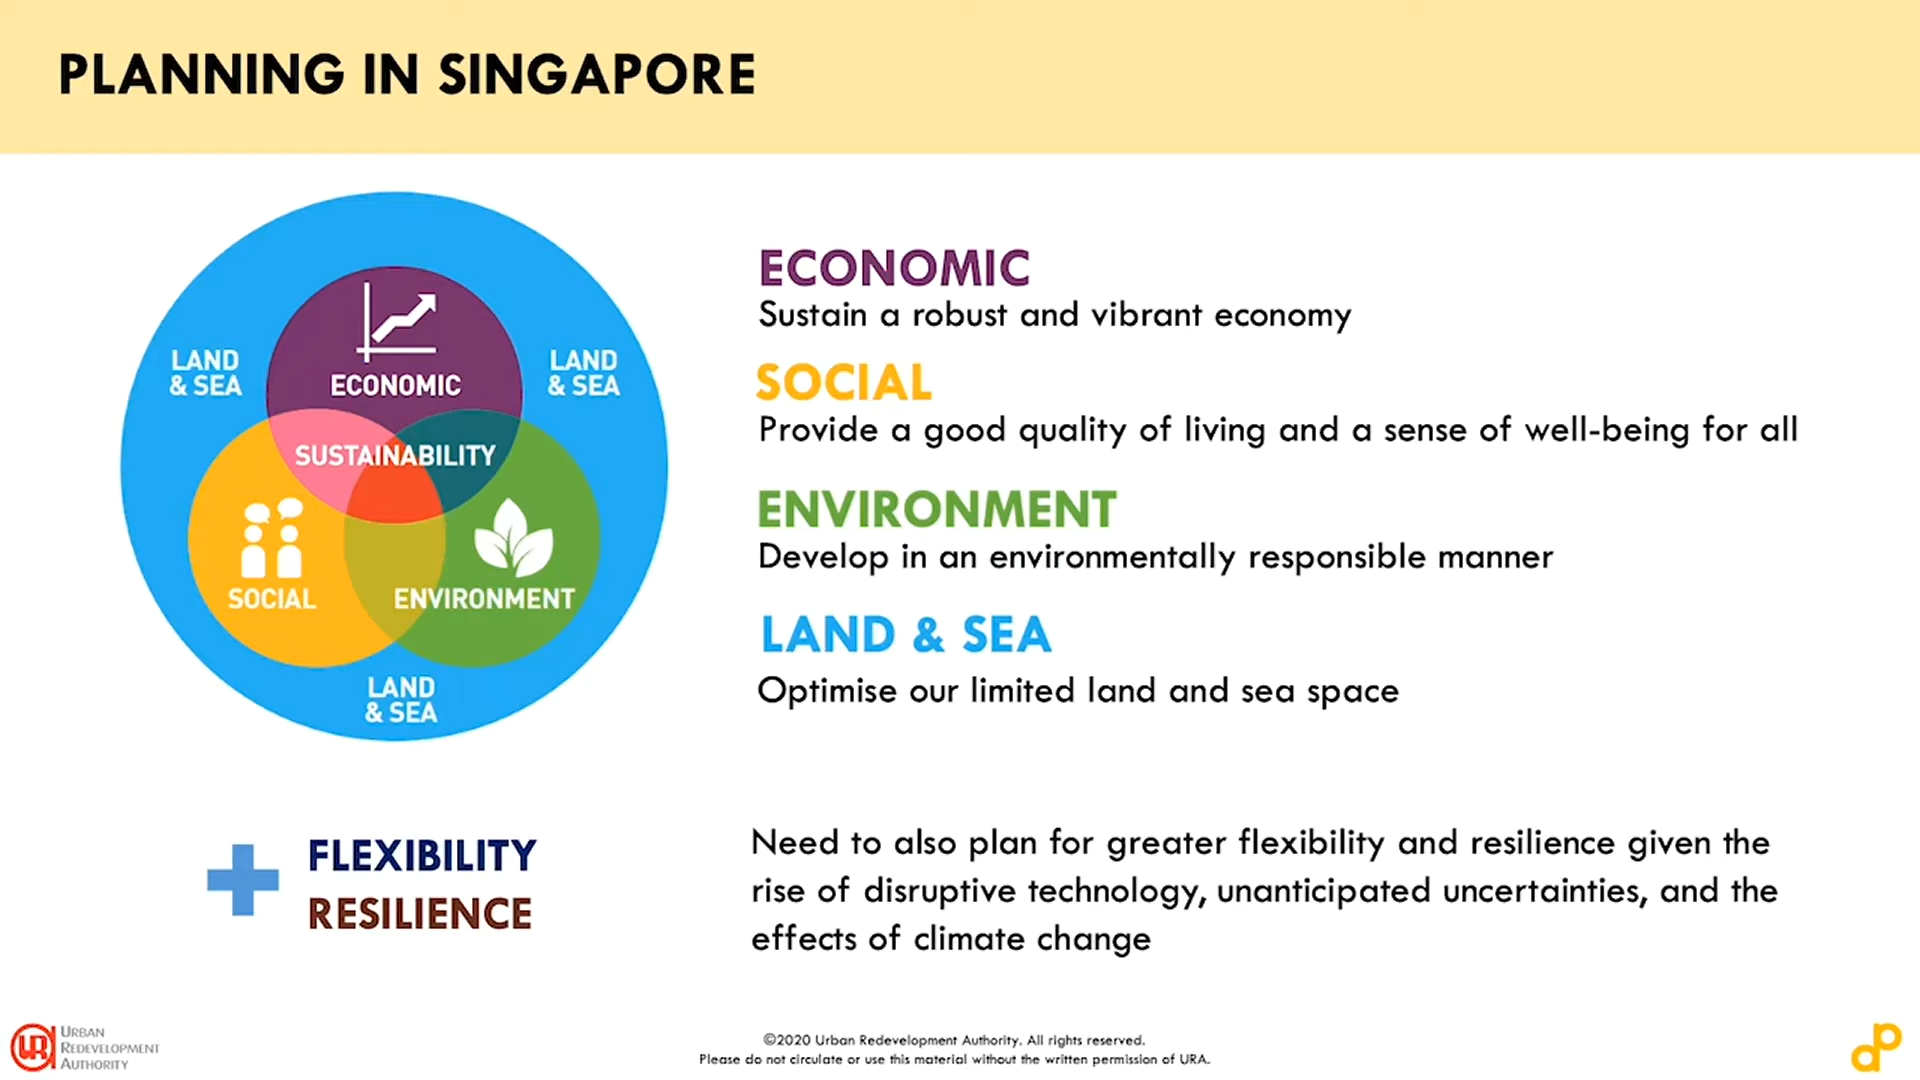 PLANNING IN SINGAPORE
LAND
& SEA
ECONOMIC
LAND
& SEA
SUSTAINABILITY
SOCIAL
ENVIRONMENT
LAND
& SEA
ECONOMIC
Sustain a robust and vibrant economy
SOCIAL
Provide a good quality of living and a sense of well-being for all
ENVIRONMENT
Develop in an environmentally responsible manner
LAND & SEA
Optimise our limited land and sea space
FLEXIBILITY
RESILIENCE
Need to also plan for greater flexibility and resilience given the
rise of disruptive technology, unanticipated uncertainties, and the
effects of climate change
URBAN
REDEVELOPMENT
AUTHORITY
©2020 Urban Redevelopment Authority. All rights reserved.
Please do not circulate or use this material without the written permission of URA.